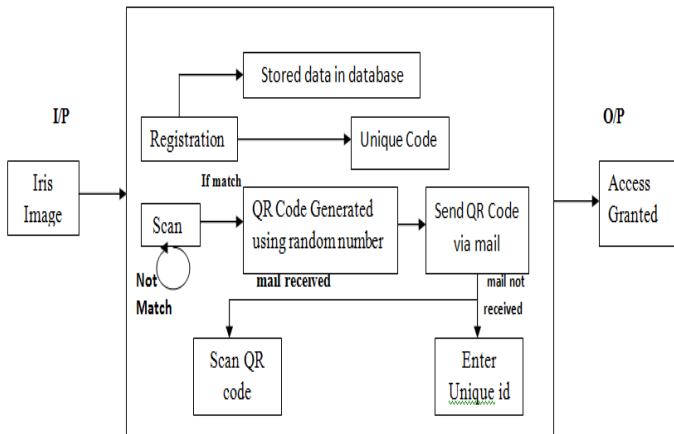 Stored data in database
I/P
O/P
Registration
Unique Code
Iris
Image
If match
Scan
QR Code Generated
using random number
Send QR Code
via mail
Access
Granted
Not
Match
mail received
mail not
received
Scan QR
code
Enter
Unique id